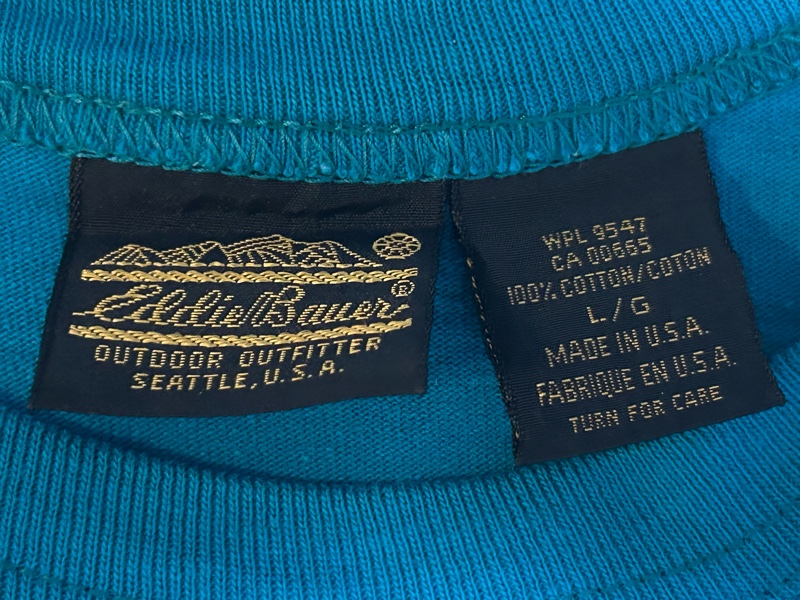 Eddie Bauer®
OUTDOOR OUTFITTER
SEATTLE, U.S.A.
WPL 9547
CA 00665
100% COTTON/COTON
L/G
MADE IN U.S.A.
FABRIQUE EN U.S.A.
TURN FOR CARE